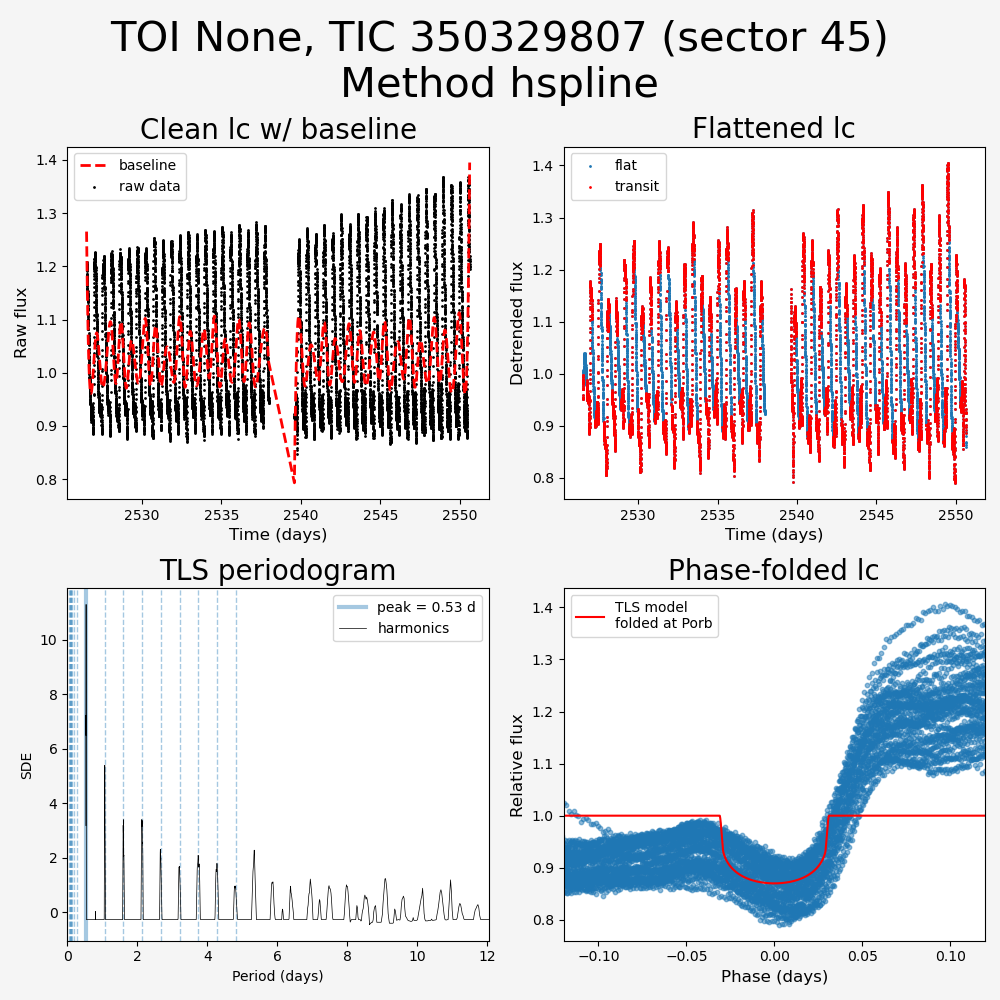 TOI None, TIC 350329807 (sector 45)
Method hspline
Clean lc w/ baseline
Flattened lc
baseline
raw data
flat
transit
Raw flux
1.4
1.3
1.2
1.1
1.0
0.9
0.8
2530
2535
2540
2545
2550
Time (days)
Detrended flux
1.4
1.3
1.2
1.1
1.0
0.9
0.8
2530
2535
2540
2545
2550
Time (days)
TLS periodogram
Phase-folded lc
peak = 0.53 d
harmonics
TLS model
folded at Porb
SDE
10
8
6
4
2
0
0
2
4
6
8
10
12
Period (days)
Relative flux
1.4
1.3
1.2
1.1
1.0
0.9
0.8
−0.10
−0.05
0.00
0.05
0.10
Phase (days)